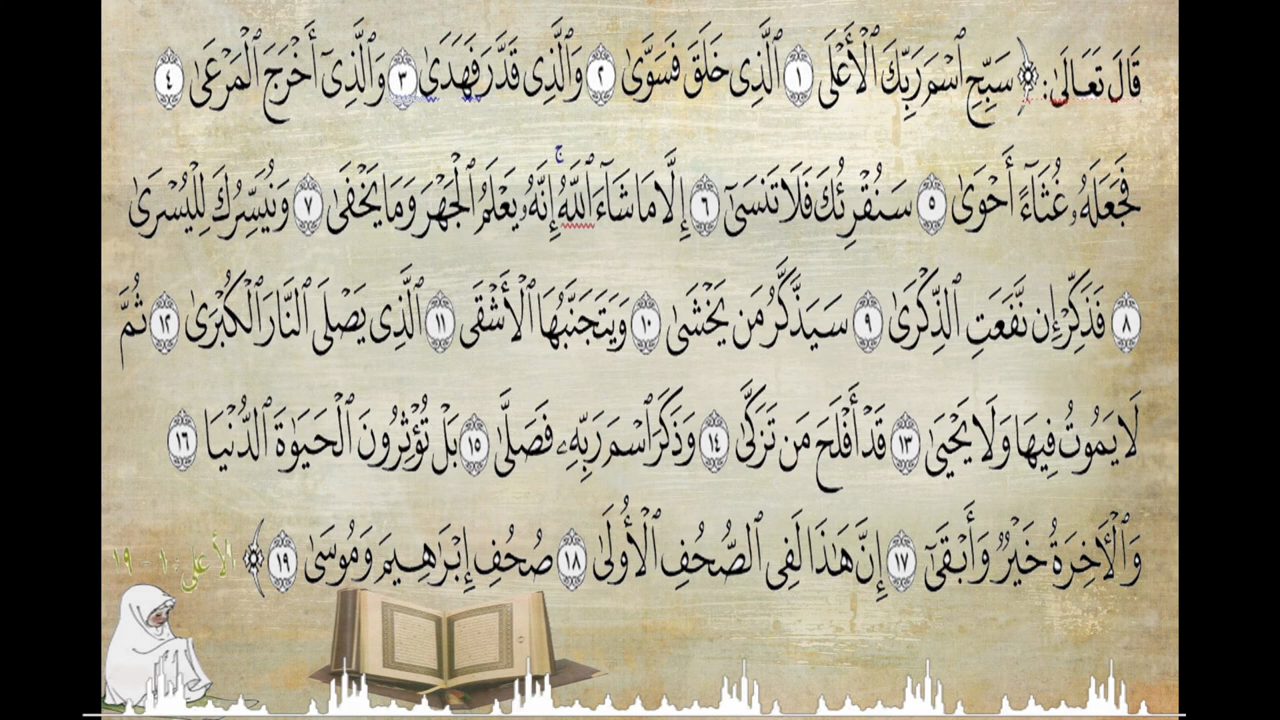 قَالَ تَعَالَىٰ: ﴿ سَبِّحِ ٱسْمَ رَبِّكَ ٱلْأَعْلَى ١ ٱلَّذِى خَلَقَ فَسَوَّىٰ ٢ وَٱلَّذِى قَدَّرَ فَهَدَىٰ ٣ وَٱلَّذِىٓ أَخْرَجَ ٱلْمَرْعَىٰ ٤
فَجَعَلَهُۥ غُثَآءً أَحْوَىٰ ٥ سَنُقْرِئُكَ فَلَا تَنسَىٰٓ ٦ إِلَّا مَا شَآءَ ٱللَّهُ ۚ إِنَّهُۥ يَعْلَمُ ٱلْجَهْرَ وَمَا يَخْفَىٰ ٧ وَنُيَسِّرُكَ لِلْيُسْرَىٰ
٨ فَذَكِّرْ إِن نَّفَعَتِ ٱلذِّكْرَىٰ ٩ سَيَذَّكَّرُ مَن يَخْشَىٰ ١٠ وَيَتَجَنَّبُهَا ٱلْأَشْقَى ١١ ٱلَّذِى يَصْلَى ٱلنَّارَ ٱلْكُبْرَىٰ ١٢ ثُمَّ
لَا يَمُوتُ فِيهَا وَلَا يَحْيَىٰ ١٣ قَدْ أَفْلَحَ مَن تَزَكَّىٰ ١٤ وَذَكَرَ ٱسْمَ رَبِّهِۦ فَصَلَّىٰ ١٥ بَلْ تُؤْثِرُونَ ٱلْحَيَوٰةَ ٱلدُّنْيَا ١٦
وَٱلْـَٔاخِرَةُ خَيْرٌ وَأَبْقَىٰٓ ١٧ إِنَّ هَـٰذَا لَفِى ٱلصُّحُفِ ٱلْأُولَىٰ ١٨ صُحُفِ إِبْرَٰهِيمَ وَمُوسَىٰ ١٩ ﴾ الأعلى: ١ - ١٩